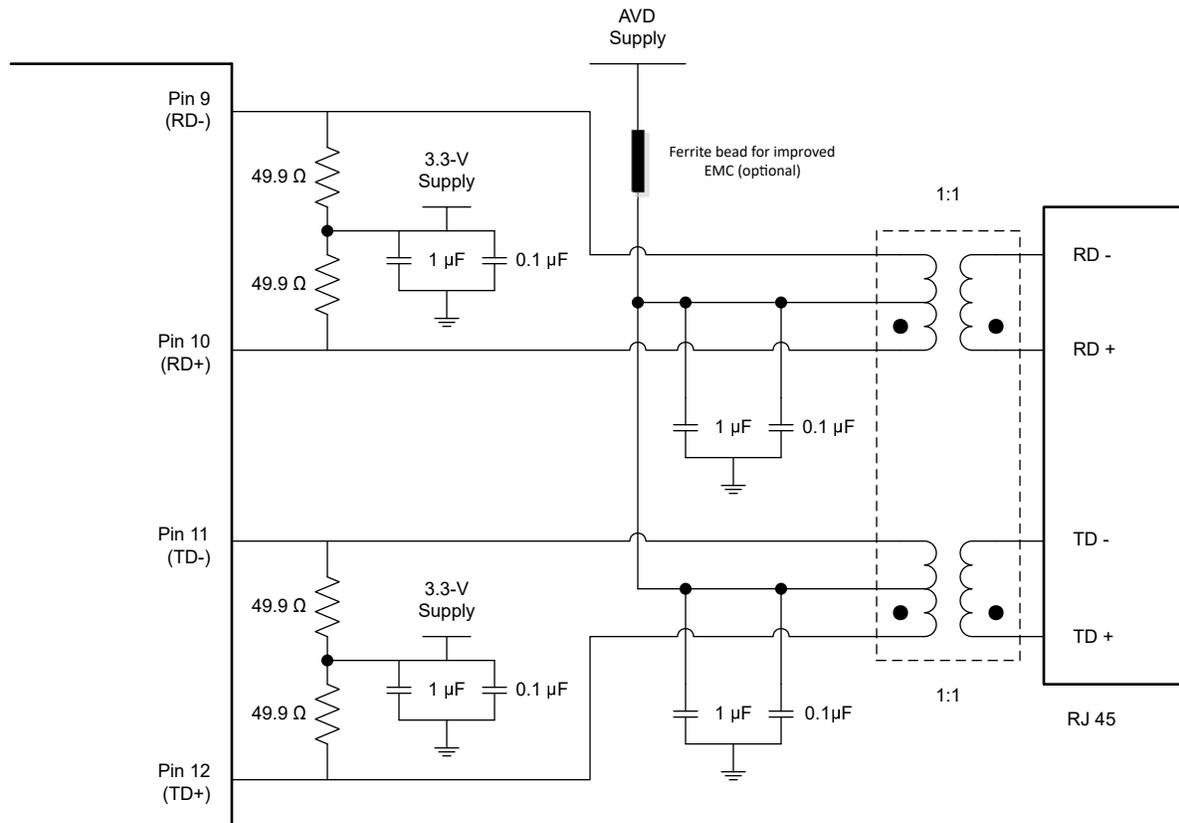 AVD
Supply
Pin 9
(RD-)
Ferrite bead for improved
EMC (optional)
49.9 Ω
3.3-V
Supply
1:1
1 µF
0.1 µF
RD -
49.9 Ω
Pin 10
(RD+)
RD +
1 µF
0.1 µF
Pin 11
(TD-)
TD -
49.9 Ω
3.3-V
Supply
TD +
1 µF
0.1 µF
1:1
49.9 Ω
1 µF
0.1µF
RJ 45
Pin 12
(TD+)